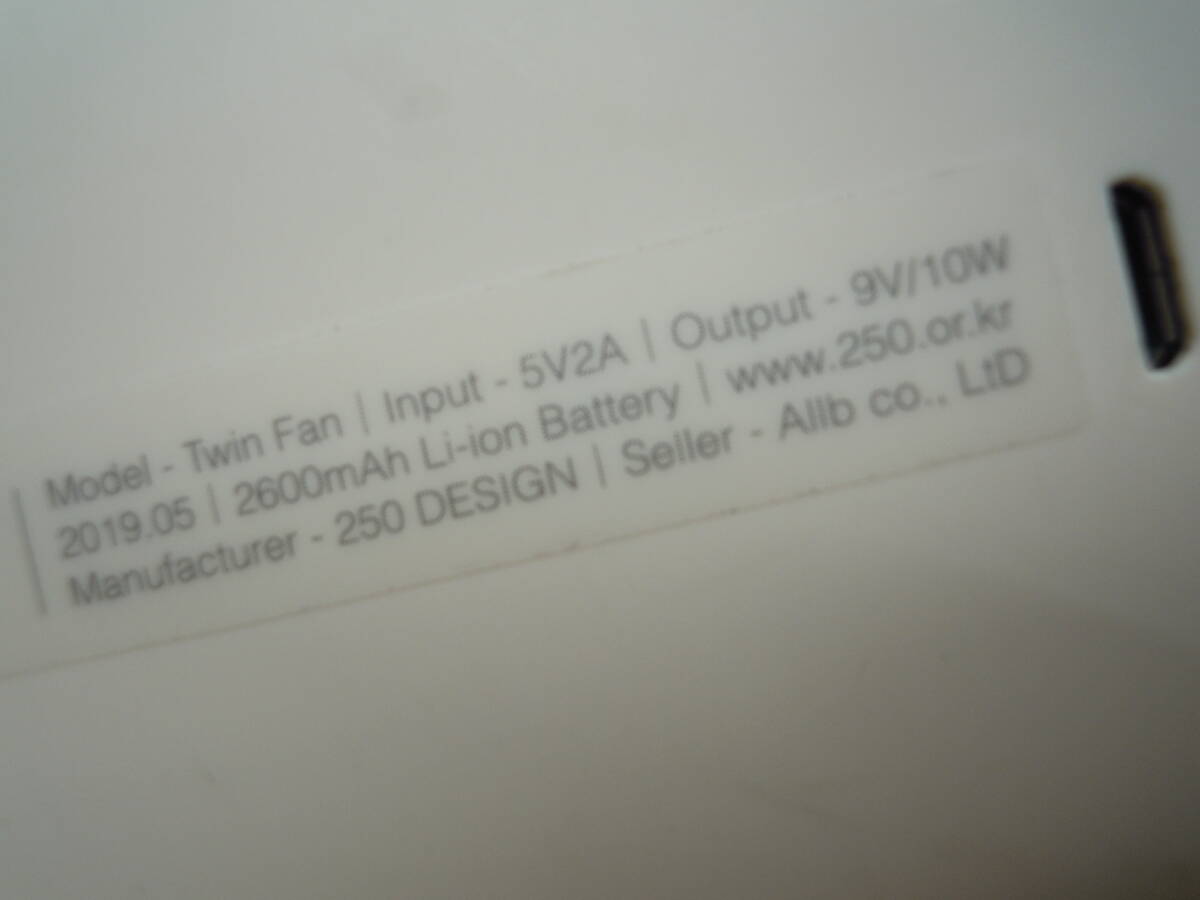 Model - Twin Fan | Input - 5V2A | Output - 9V/10W
2019.05 | 2600mAh Li-ion Battery | www.250.or.kr
Manufacturer - 250 DESIGN | Seller - Allb co., LtD